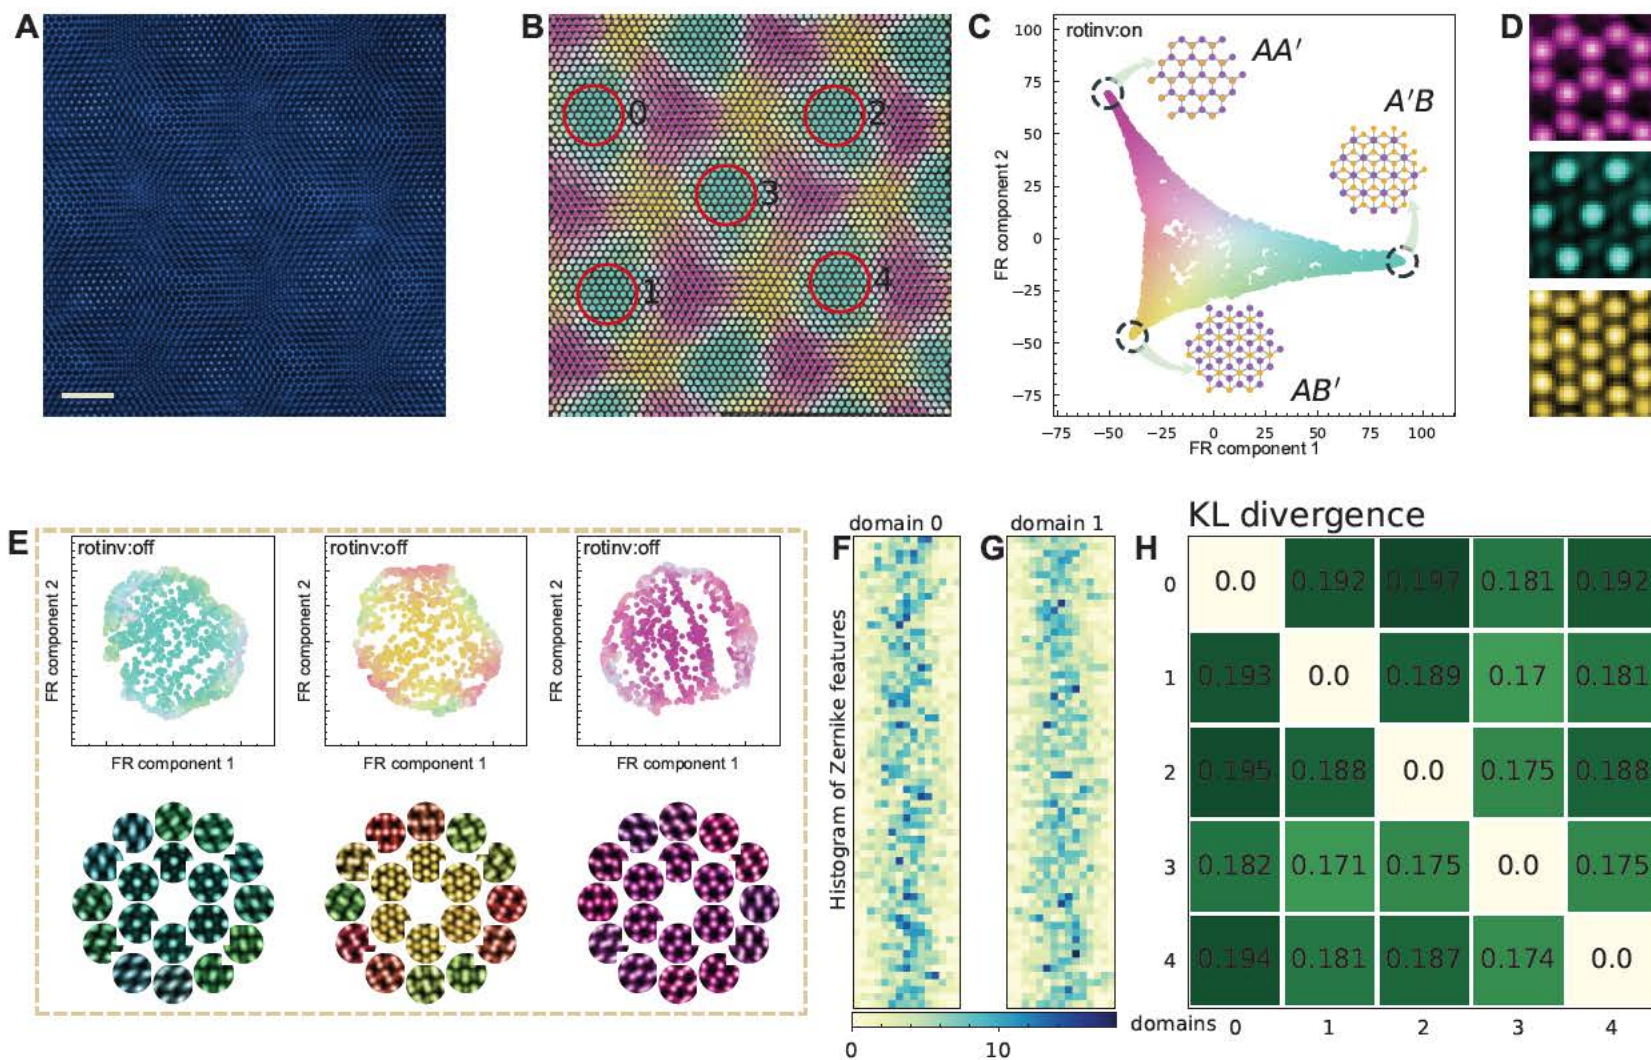 A
B
0
2
3
1
4
C
rotinv:on
AA′
A′B
AB′
FR component 2
100
75
50
25
0
−25
−50
−75
−75 −50 −25 0 25 50 75 100
FR component 1
D
E
rotinv:off
rotinv:off
rotinv:off
FR component 2
FR component 2
FR component 2
FR component 1
FR component 1
FR component 1
F
domain 0
G
domain 1
Histogram of Zernike features
0 10
KL divergence
H
0 0.0 0.192 0.197 0.181 0.192
1 0.193 0.0 0.189 0.17 0.181
2 0.195 0.188 0.0 0.175 0.188
3 0.182 0.171 0.175 0.0 0.175
4 0.194 0.181 0.187 0.174 0.0
domains 0 1 2 3 4